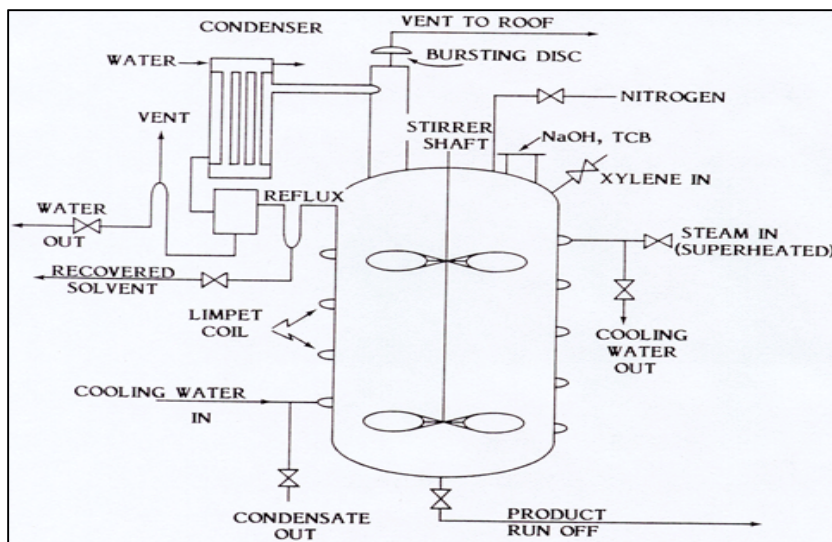 VENT TO ROOF
CONDENSER
BURSTING DISC
WATER
VENT
NITROGEN
STIRRER
SHAFT
NaOH, TCB
XYLENE IN
REFLUX
WATER
OUT
STEAM IN
(SUPERHEATED)
RECOVERED
SOLVENT
LIMPET
COIL
COOLING
WATER
OUT
COOLING WATER
IN
CONDENSATE
OUT
PRODUCT
RUN OFF